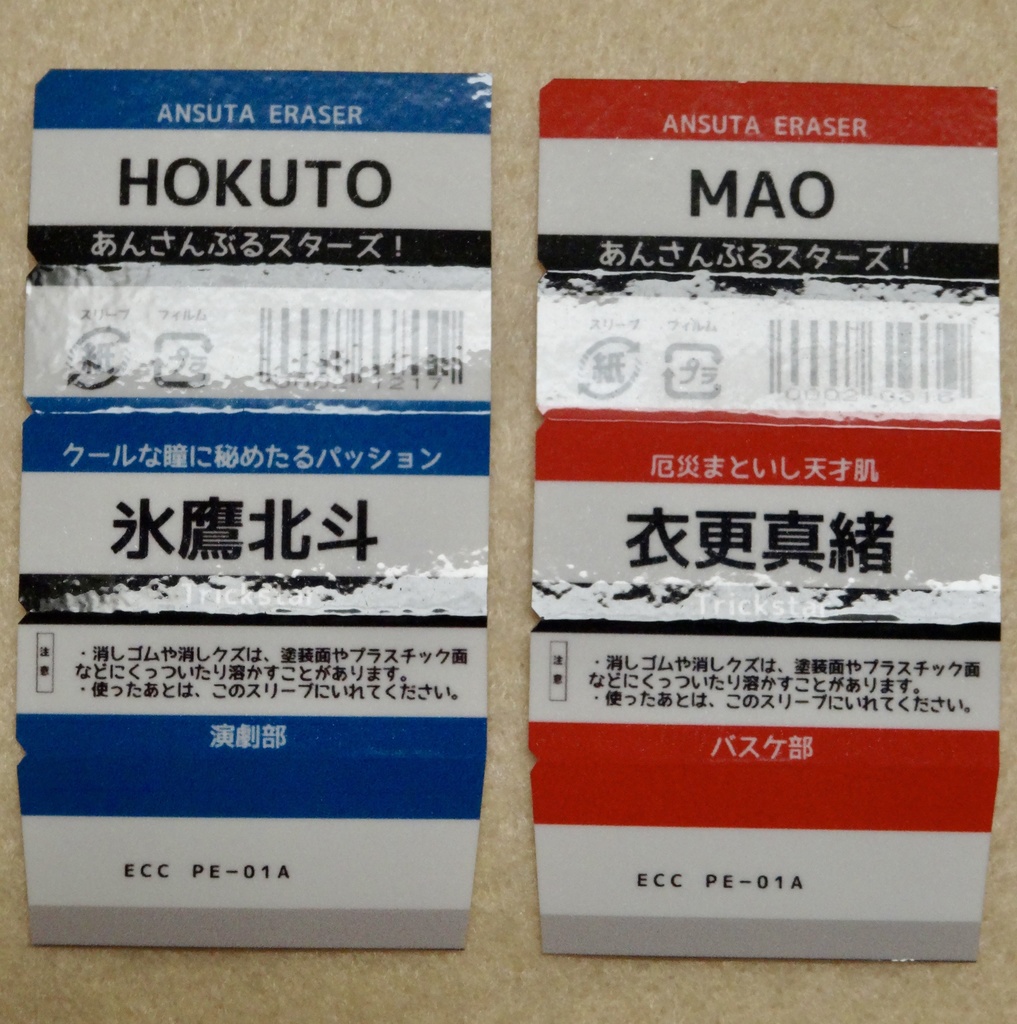 ANSUTA ERASER
HOKUTO
あんさんぶるスターズ！
スリーブ フィルム
紙 プラ
1217
クールな瞳に秘めたるパッション
氷鷹北斗
Trickstar
注意
・消しゴムや消しクズは、塗装面やプラスチック面
などにくっついたり溶かすことがあります。
・使ったあとは、このスリーブにいれてください。
演劇部
ECC PE-01A
ANSUTA ERASER
MAO
あんさんぶるスターズ！
スリーブ フィルム
紙 プラ
0002 0316
厄災まといし天才肌
衣更真緒
Trickstar
注意
・消しゴムや消しクズは、塗装面やプラスチック面
などにくっついたり溶かすことがあります。
・使ったあとは、このスリーブにいれてください。
バスケ部
ECC PE-01A